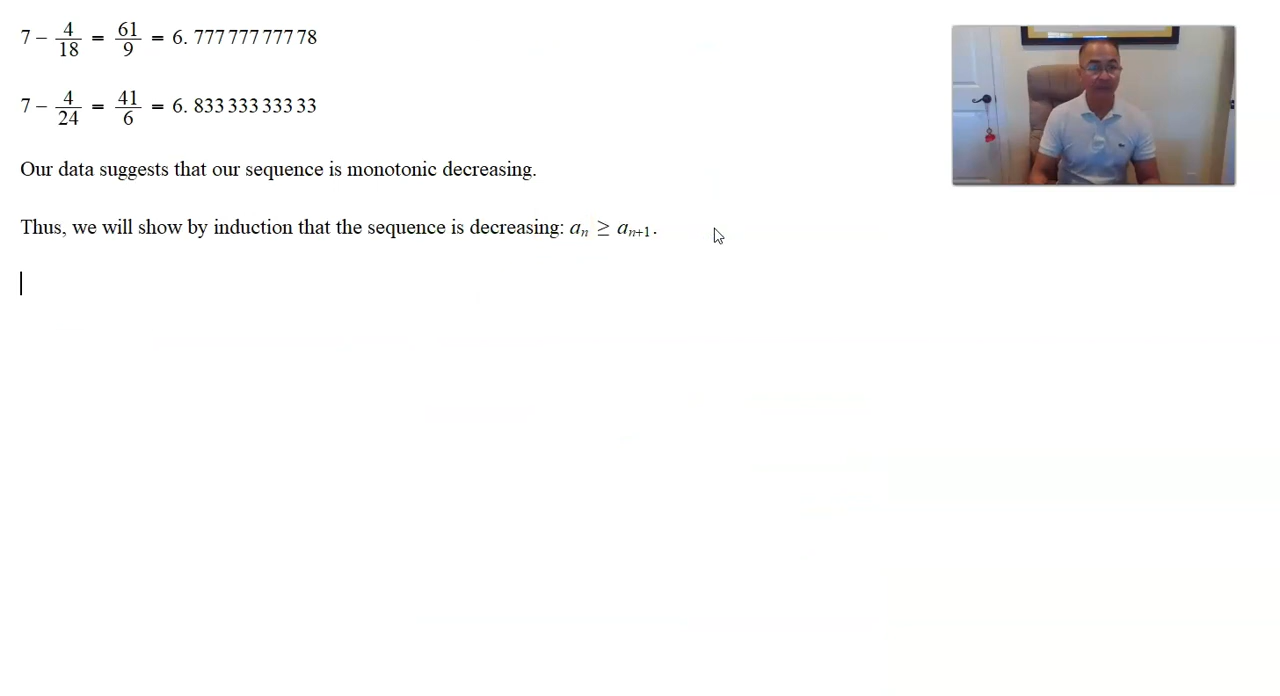 7 − 4/18 = 61/9 = 6. 777 77 777 78
7 − 4/24 = 41/6 = 6. 833 333 33 33
Our data suggests that our sequence is monotonic decreasing.
Thus, we will show by induction that the sequence is decreasing: aₙ ≥ aₙ₊₁.